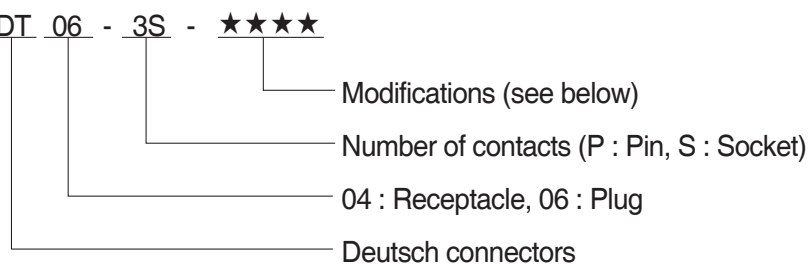 DT 06 - 3S - ★★★★
Modifications (see below)
Number of contacts (P : Pin, S : Socket)
04 : Receptacle, 06 : Plug
Deutsch connectors